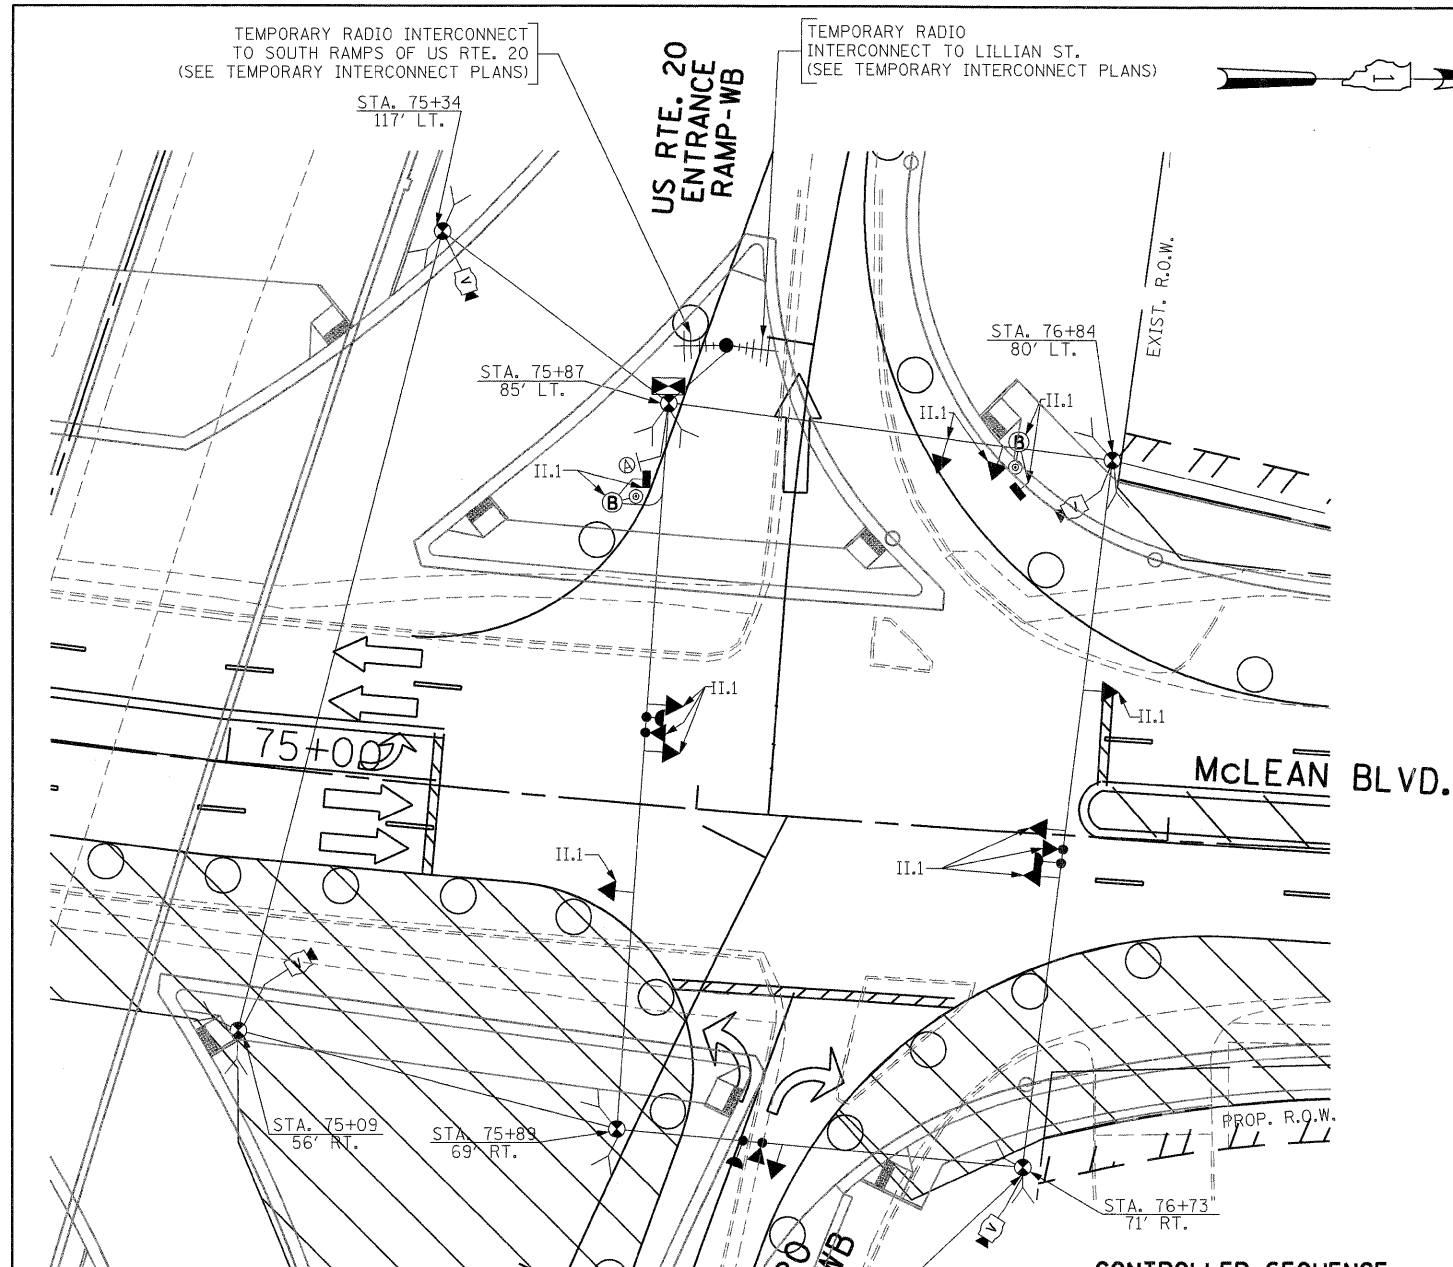 TEMPORARY RADIO INTERCONNECT
TO SOUTH RAMPS OF US RTE. 20
(SEE TEMPORARY INTERCONNECT PLANS)
TEMPORARY RADIO
INTERCONNECT TO LILLIAN ST.
(SEE TEMPORARY INTERCONNECT PLANS)
US RTE. 20
ENTRANCE
RAMP-WB
1
STA. 75+34
117' LT.
V
EXIST. R.O.W.
STA. 76+84
80' LT.
STA. 75+87
85' LT.
II.1
II.1
B
A
II.1
B
V
II.1
II.1
75+00
McLEAN BLVD.
II.1
II.1
V
STA. 75+09
56' RT.
STA. 75+89
69' RT.
PROP. R.O.W.
STA. 76+73
71' RT.
V
WB
CONTROLLED SEQUENCE